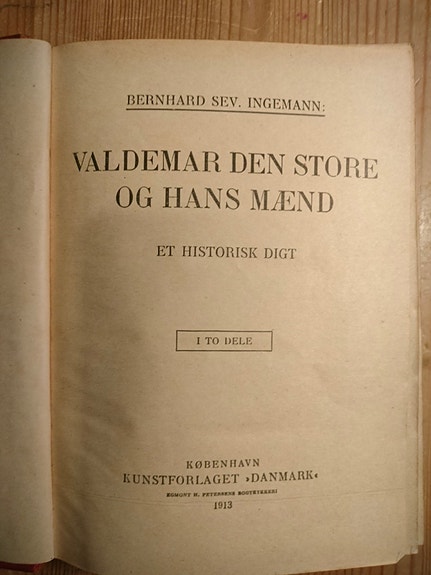 BERNHARD SEV. INGEMANN:
VALDEMAR DEN STORE
OG HANS MÆND
ET HISTORISK DIGT
I TO DELE
KØBENHAVN
KUNSTFORLAGET »DANMARK«
EGMONT H. PETERSENS BOGTRYKKERI
1913